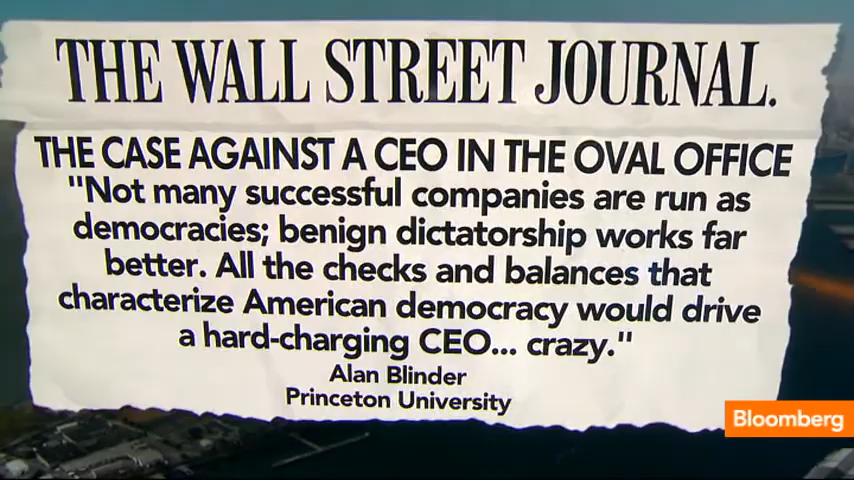 THE WALL STREET JOURNAL.
THE CASE AGAINST A CEO IN THE OVAL OFFICE
"Not many successful companies are run as
democracies; benign dictatorship works far
better. All the checks and balances that
characterize American democracy would drive
a hard-charging CEO... crazy."
Alan Blinder
Princeton University
Bloomberg